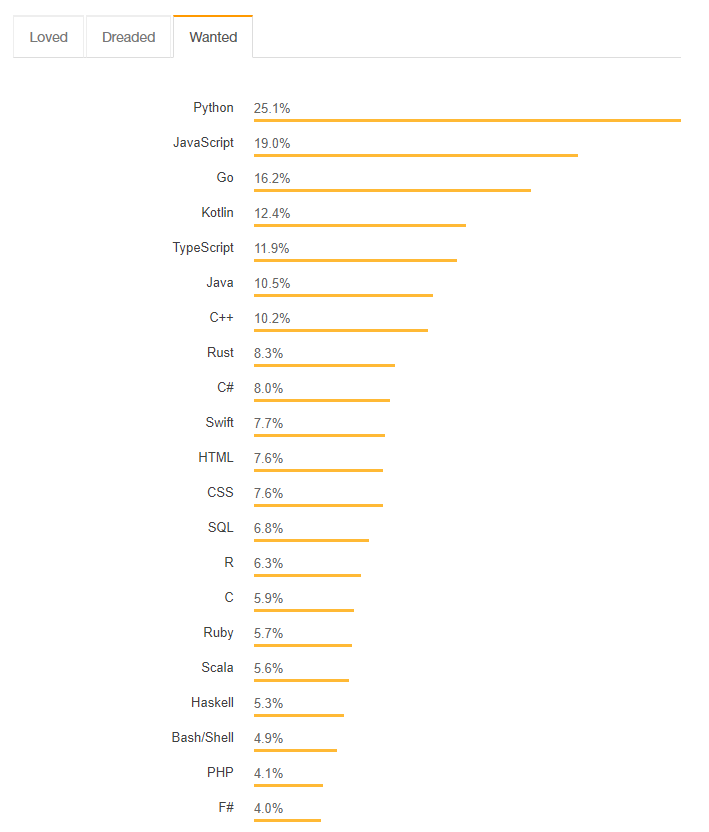 Loved Dreaded Wanted
Python 25.1%
JavaScript 19.0%
Go 16.2%
Kotlin 12.4%
TypeScript 11.9%
Java 10.5%
C++ 10.2%
Rust 8.3%
C# 8.0%
Swift 7.7%
HTML 7.6%
CSS 7.6%
SQL 6.8%
R 6.3%
C 5.9%
Ruby 5.7%
Scala 5.6%
Haskell 5.3%
Bash/Shell 4.9%
PHP 4.1%
F# 4.0%